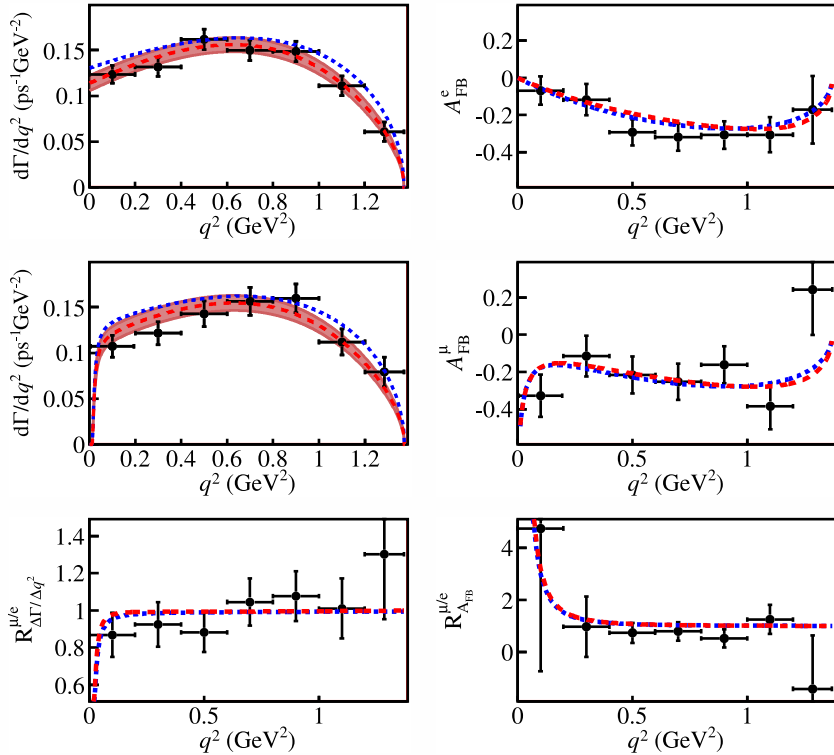 dΓ/dq² (ps⁻¹GeV⁻²)
0.15
0.1
0.05
0
0 0.2 0.4 0.6 0.8 1 1.2
q² (GeV²)
A^e_FB
0.2
0
-0.2
-0.4
0 0.5 1
q² (GeV²)
dΓ/dq² (ps⁻¹GeV⁻²)
0.15
0.1
0.05
0
0 0.2 0.4 0.6 0.8 1 1.2
q² (GeV²)
A^μ_FB
0.2
0
-0.2
-0.4
0 0.5 1
q² (GeV²)
R^μ/e_ΔΓ/Δq²
1.4
1.2
1
0.8
0.6
0 0.5 1
q² (GeV²)
R^μ/e_A_FB
4
2
0
0 0.5 1
q² (GeV²)